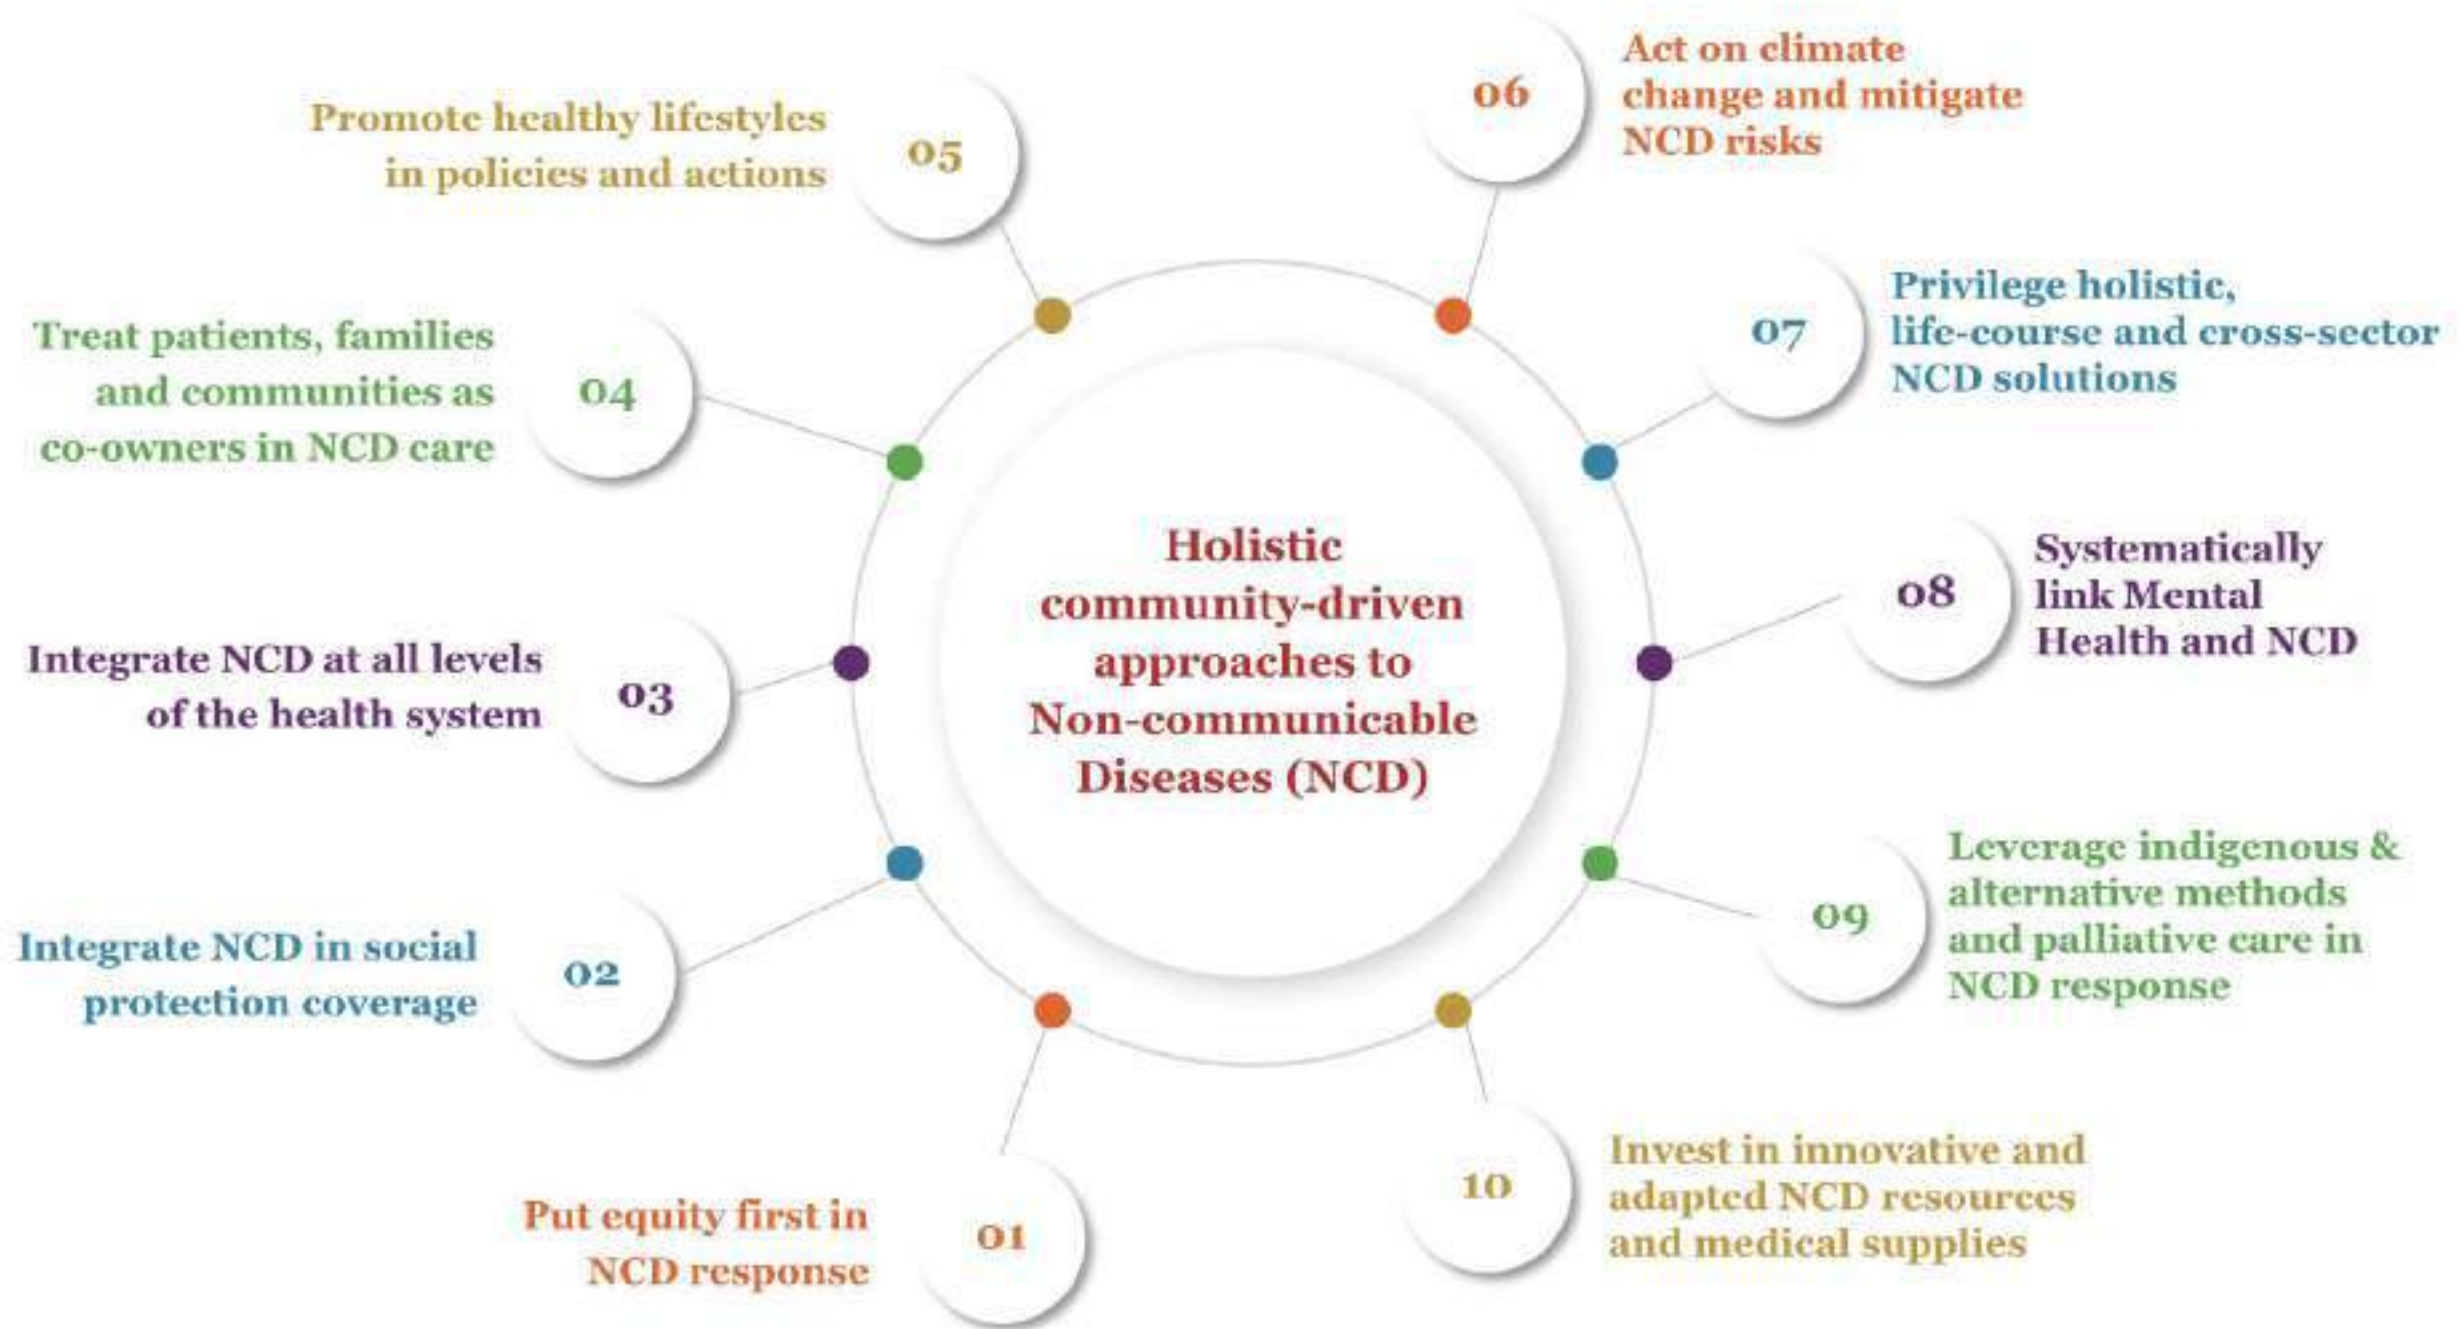 Holistic
community-driven
approaches to
Non-communicable
Diseases (NCD)
01
Put equity first in
NCD response
02
Integrate NCD in social
protection coverage
03
Integrate NCD at all levels
of the health system
04
Treat patients, families
and communities as
co-owners in NCD care
05
Promote healthy lifestyles
in policies and actions
06
Act on climate
change and mitigate
NCD risks
07
Privilege holistic,
life-course and cross-sector
NCD solutions
08
Systematically
link Mental
Health and NCD
09
Leverage indigenous &
alternative methods
and palliative care in
NCD response
10
Invest in innovative and
adapted NCD resources
and medical supplies